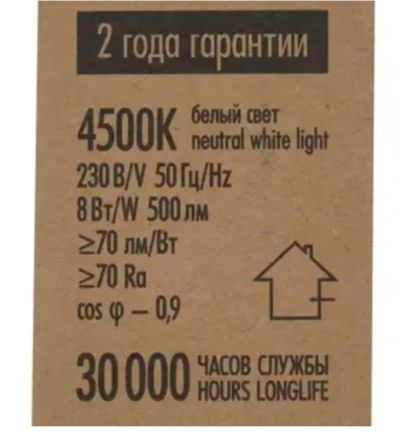 2 года гарантии
4500K белый свет
neutral white light
230 В/V 50 Гц/Hz
8 Вт/W 500 лм
≥70 лм/Вт
≥70 Ra
cos φ – 0,9
30 000 ЧАСОВ СЛУЖБЫ
HOURS LONGLIFE